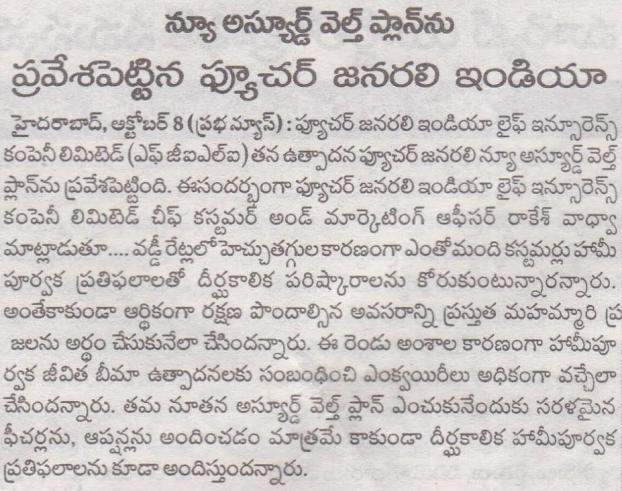 న్యూ అస్యూర్డ్ వెల్త్ ప్లాన్‌ను
ప్రవేశపెట్టిన ఫ్యూచర్ జనరలి ఇండియా
హైదరాబాద్, అక్టోబర్ 8 (ప్రభ న్యూస్) : ఫ్యూచర్ జనరలి ఇండియా లైఫ్ ఇన్సూరెన్స్
కంపెనీ లిమిటెడ్ (ఎఫ్‌జీఐఎల్ఐ) తన ఉత్పాదన ఫ్యూచర్ జనరలి న్యూ అస్యూర్డ్ వెల్త్
ప్లాన్‌ను ప్రవేశపెట్టింది. ఈసందర్భంగా ఫ్యూచర్ జనరలి ఇండియా లైఫ్ ఇన్సూరెన్స్
కంపెనీ లిమిటెడ్ చీఫ్ కస్టమర్ అండ్ మార్కెటింగ్ ఆఫీసర్ రాకేశ్ వాధ్వా
మాట్లాడుతూ.... వడ్డీ రేట్లలో హెచ్చుతగ్గుల కారణంగా ఎంతోమంది కస్టమర్లు హామీ
పూర్వక ప్రతిఫలాలతో దీర్ఘకాలిక పరిష్కారాలను కోరుకుంటున్నారన్నారు.
అంతేకాకుండా ఆర్థికంగా రక్షణ పొందాల్సిన అవసరాన్ని ప్రస్తుత మహమ్మారి ప్ర
జలను అర్థం చేసుకునేలా చేసిందన్నారు. ఈ రెండు అంశాల కారణంగా హామీపూ
ర్వక జీవిత బీమా ఉత్పాదనలకు సంబంధించి ఎంక్వయిరీలు అధికంగా వచ్చేలా
చేసిందన్నారు. తమ నూతన అస్యూర్డ్ వెల్త్ ప్లాన్ ఎంచుకునేందుకు సరళమైన
ఫీచర్లను, ఆపన్లను అందించడం మాత్రమే కాకుండా దీర్ఘకాలిక హామీపూర్వక
ప్రతిఫలాలను కూడా అందిస్తుందన్నారు.